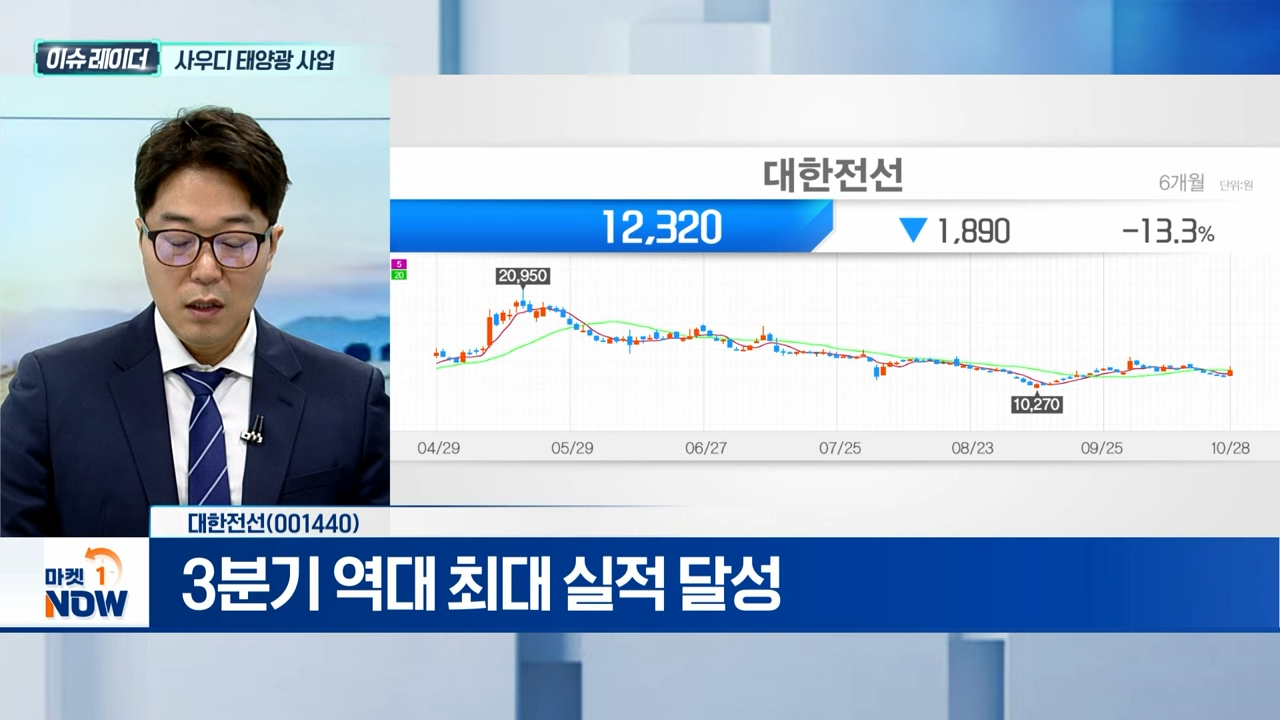 이슈 레이더 사우디 태양광 사업
대한전선
6개월 단위:원
12,320 ▼ 1,890 -13.3%
5
20
20,950
10,270
04/29 05/29 06/27 07/25 08/23 09/25 10/28
대한전선(001440)
마켓 1
NOW
3분기 역대 최대 실적 달성